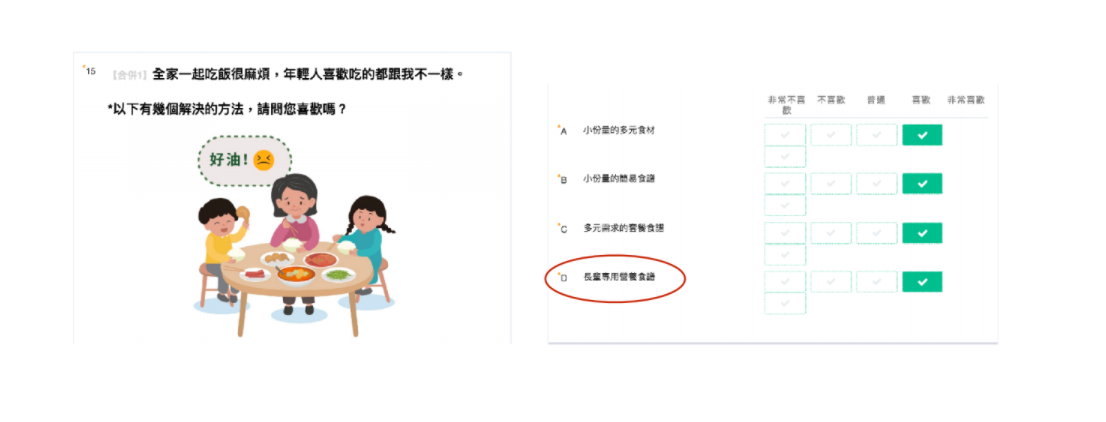 *15 【合併1】全家一起吃飯很麻煩，年輕人喜歡吃的都跟我不一樣。
*以下有幾個解決的方法，請問您喜歡嗎？
好油！
非常不喜歡 不喜歡 普通 喜歡 非常喜歡
*A 小份量的多元食材
*B 小份量的簡易食譜
*C 多元需求的套餐食譜
*D 長輩專用營養食譜